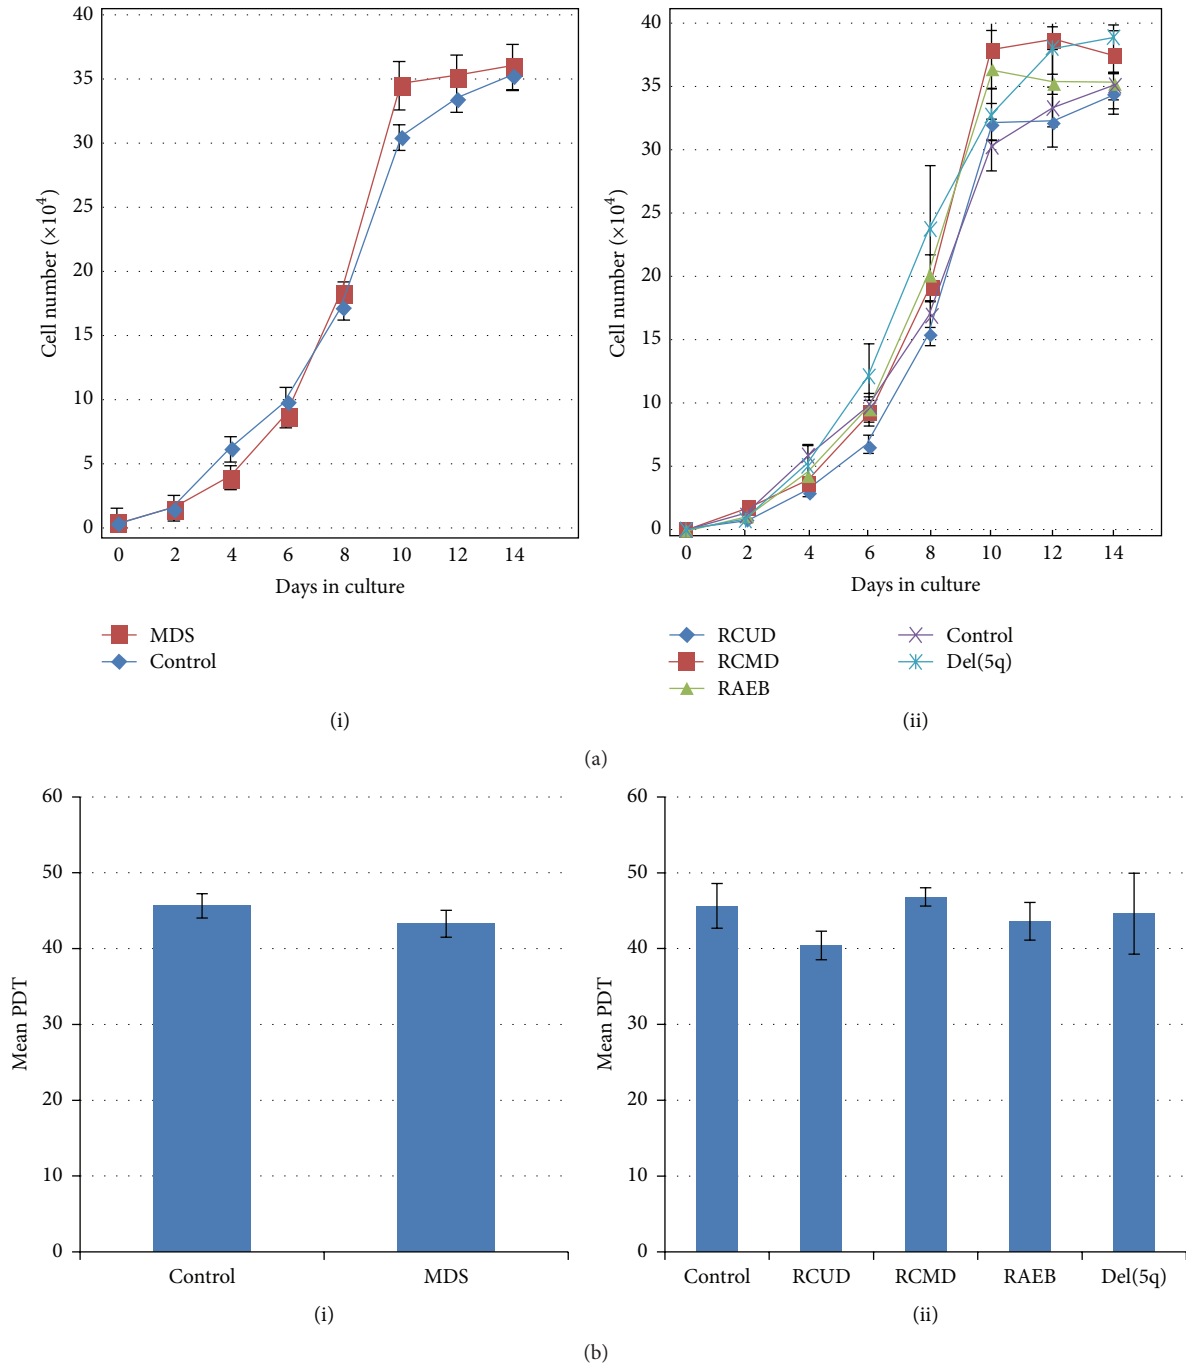 40
35
30
25
20
15
10
5
0
Cell number (×10⁴)
0 2 4 6 8 10 12 14
Days in culture
MDS
Control
(i)
40
35
30
25
20
15
10
5
0
Cell number (×10⁴)
0 2 4 6 8 10 12 14
Days in culture
RCUD
RCMD
RAEB
Control
Del(5q)
(ii)
(a)
60
50
40
30
20
10
0
Mean PDT
Control MDS
(i)
60
50
40
30
20
10
0
Mean PDT
Control RCUD RCMD RAEB Del(5q)
(ii)
(b)